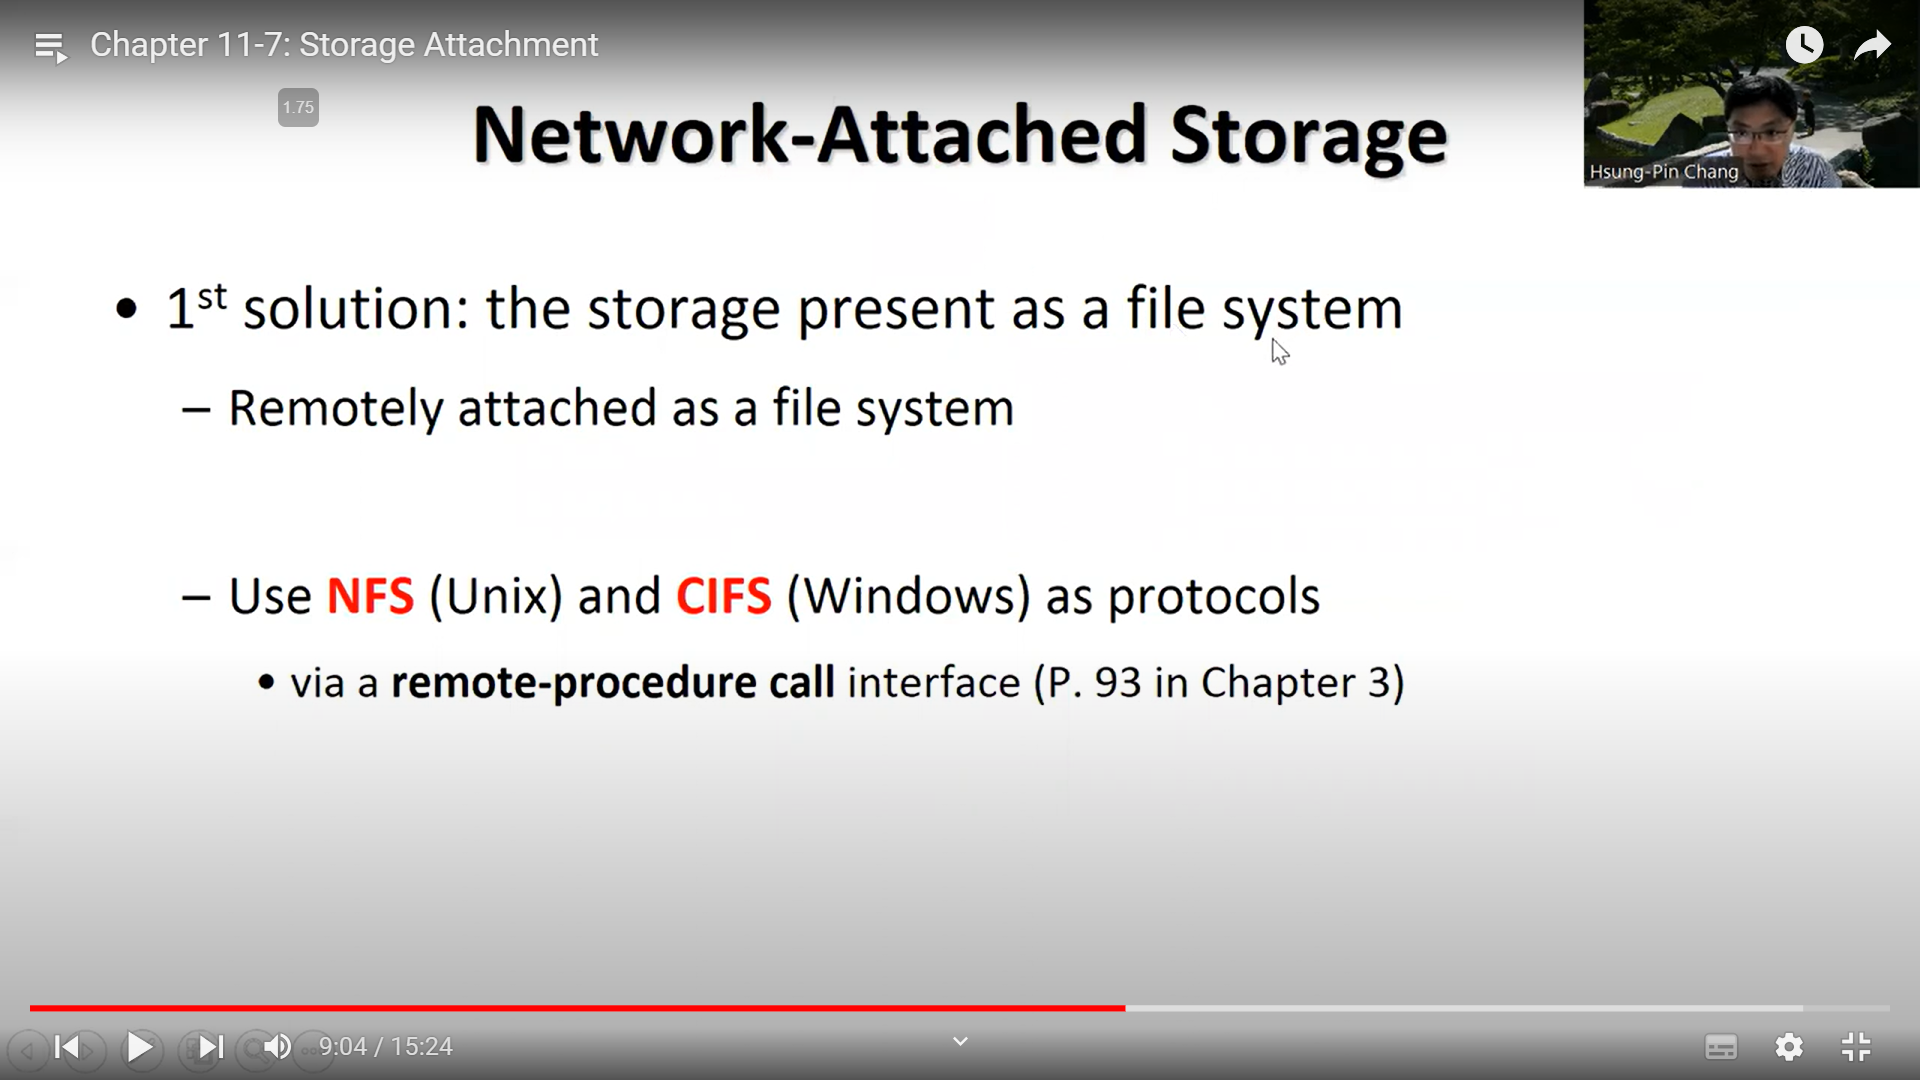 Chapter 11-7: Storage Attachment
1.75
Network-Attached Storage
Hsung-Pin Chang
• 1st solution: the storage present as a file system
– Remotely attached as a file system
– Use NFS (Unix) and CIFS (Windows) as protocols
• via a remote-procedure call interface (P. 93 in Chapter 3)
9:04 / 15:24